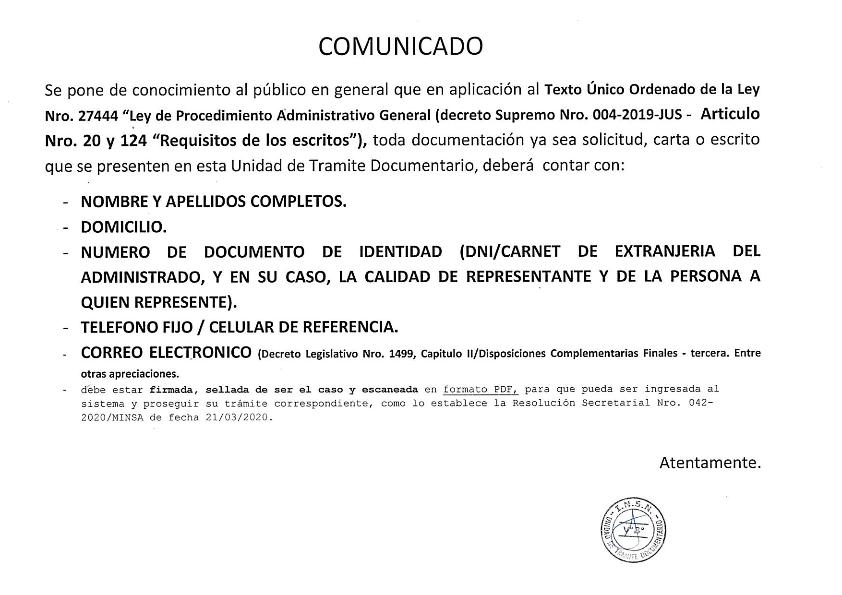 COMUNICADO
Se pone de conocimiento al público en general que en aplicación al Texto Único Ordenado de la Ley
Nro. 27444 “Ley de Procedimiento Administrativo General (decreto Supremo Nro. 004-2019-JUS - Articulo
Nro. 20 y 124 “Requisitos de los escritos”), toda documentación ya sea solicitud, carta o escrito
que se presenten en esta Unidad de Tramite Documentario, deberá contar con:
- NOMBRE Y APELLIDOS COMPLETOS.
- DOMICILIO.
- NUMERO DE DOCUMENTO DE IDENTIDAD (DNI/CARNET DE EXTRANJERIA DEL
ADMINISTRADO, Y EN SU CASO, LA CALIDAD DE REPRESENTANTE Y DE LA PERSONA A
QUIEN REPRESENTE).
- TELEFONO FIJO / CELULAR DE REFERENCIA.
- CORREO ELECTRONICO (Decreto Legislativo Nro. 1499, Capitulo II/Disposiciones Complementarias Finales - tercera. Entre
otras apreciaciones.
- debe estar firmada, sellada de ser el caso y escaneada en formato PDF, para que pueda ser ingresada al
sistema y proseguir su trámite correspondiente, como lo establece la Resolución Secretarial Nro. 042-
2020/MINSA de fecha 21/03/2020.
Atentamente.
I.N.S.N.
V°B°
TRAMITE DOCUMENTARIO